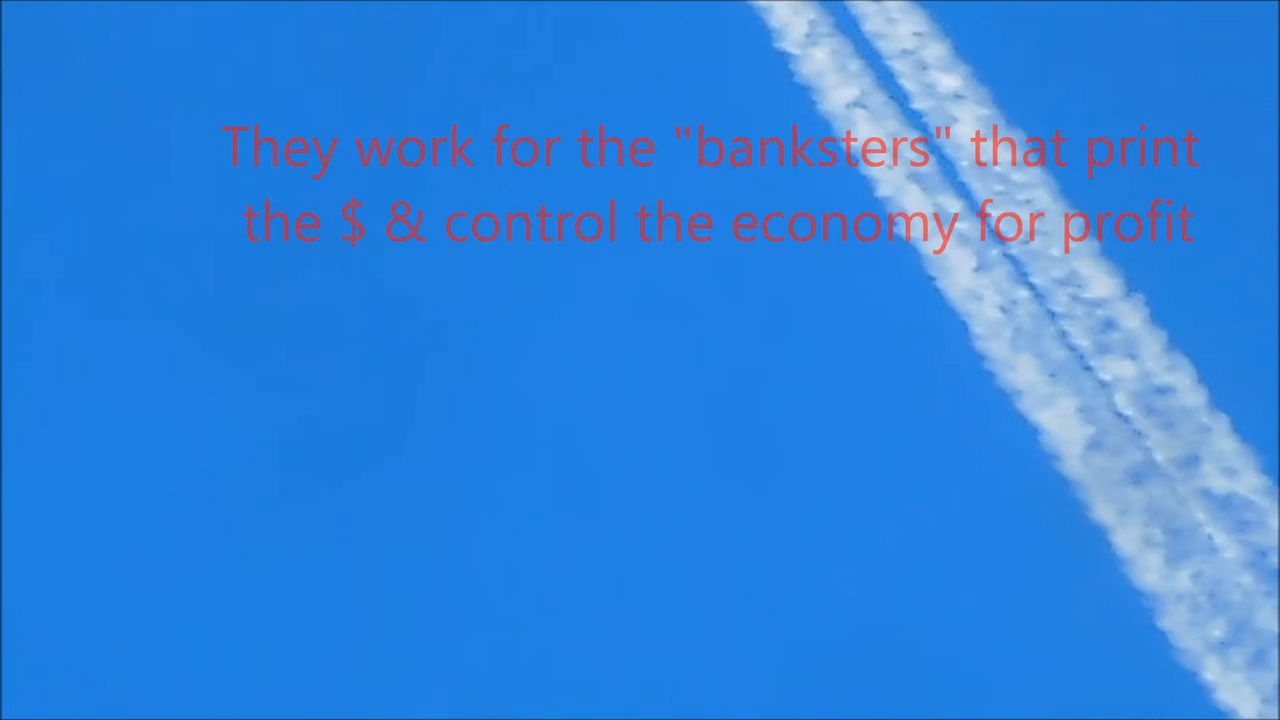 They work for the "banksters" that print
the $ & control the economy for profit